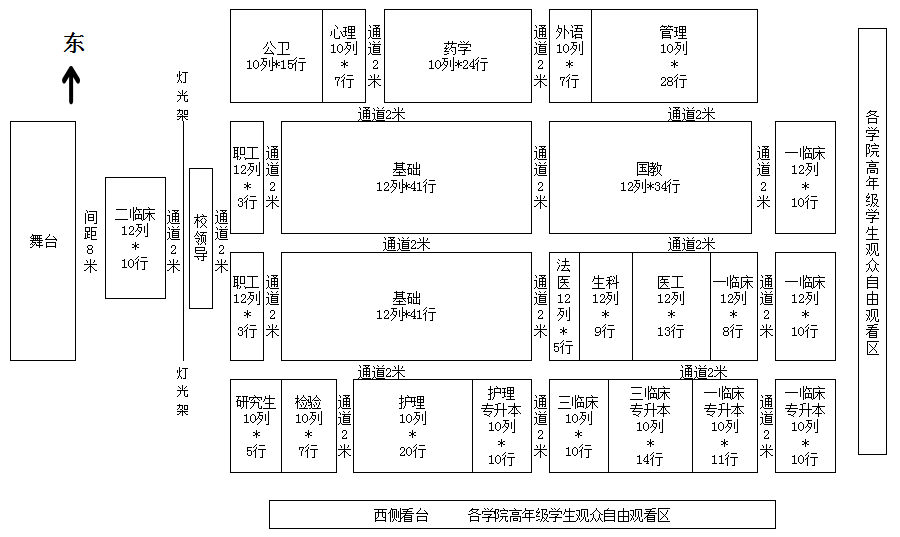 东
舞台
间距8米
二临床
12列
*
10行
通道2米
灯光架
灯光架
校领导
通道2米
公卫
10列*15行
心理
10列
*
7行
通道2米
药学
10列*24行
通道2米
外语
10列
*
7行
管理
10列
*
28行
通道2米
通道2米
职工
12列
*
3行
通道2米
基础
12列*41行
通道2米
国教
12列*34行
通道2米
一临床
12列
*
10行
通道2米
通道2米
职工
12列
*
3行
通道2米
基础
12列*41行
通道2米
法医
12列
*
5行
生科
12列
*
9行
医工
12列
*
13行
一临床
12列
*
8行
通道2米
一临床
12列
*
10行
通道2米
通道2米
研究生
10列
*
5行
检验
10列
*
7行
通道2米
护理
10列
*
20行
护理
专升本
10列
*
10行
通道2米
三临床
10列
*
10行
三临床
专升本
10列
*
14行
一临床
专升本
10列
*
11行
通道2米
一临床
专升本
10列
*
10行
各学院高年级学生观众自由观看区
西侧看台 各学院高年级学生观众自由观看区